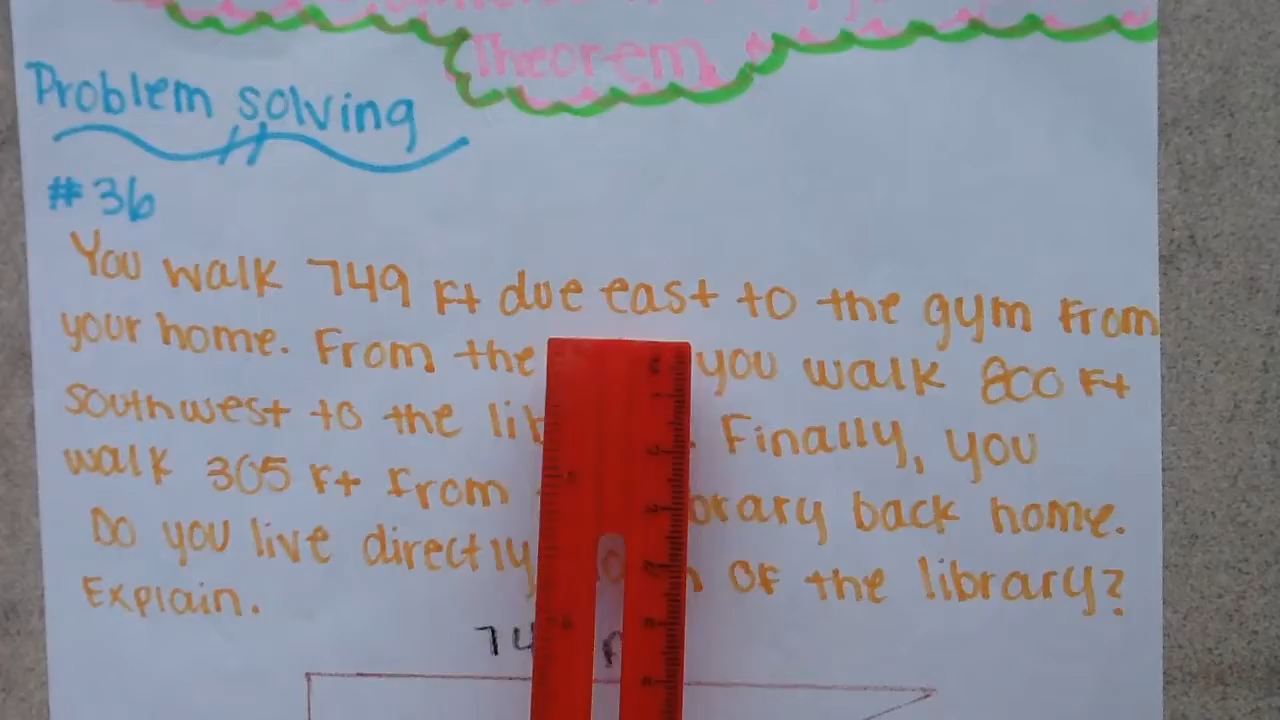 Theorem
Problem solving
#36
You walk 749 Ft due east to the gym From
your home. From the you walk 800 Ft
southwest to the Finally, you
walk 305 Ft From back home.
Do you live directly of the library?
Explain.